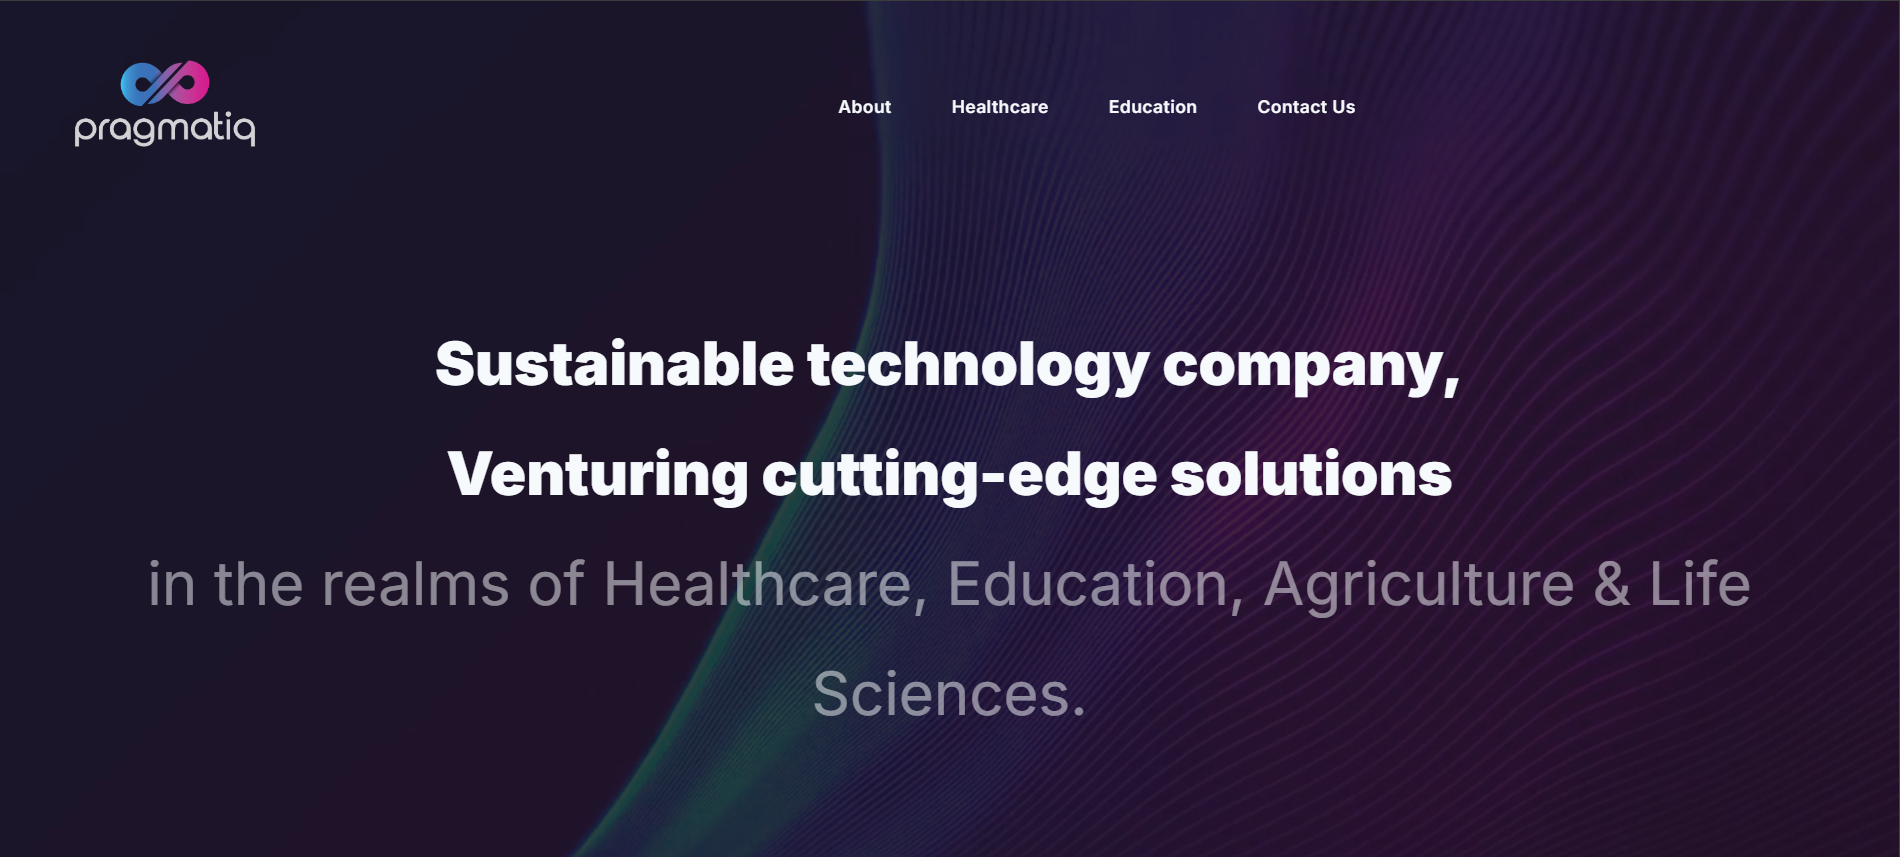 pragmatiq
About
Healthcare
Education
Contact Us
Sustainable technology company,
Venturing cutting-edge solutions
in the realms of Healthcare, Education, Agriculture & Life
Sciences.